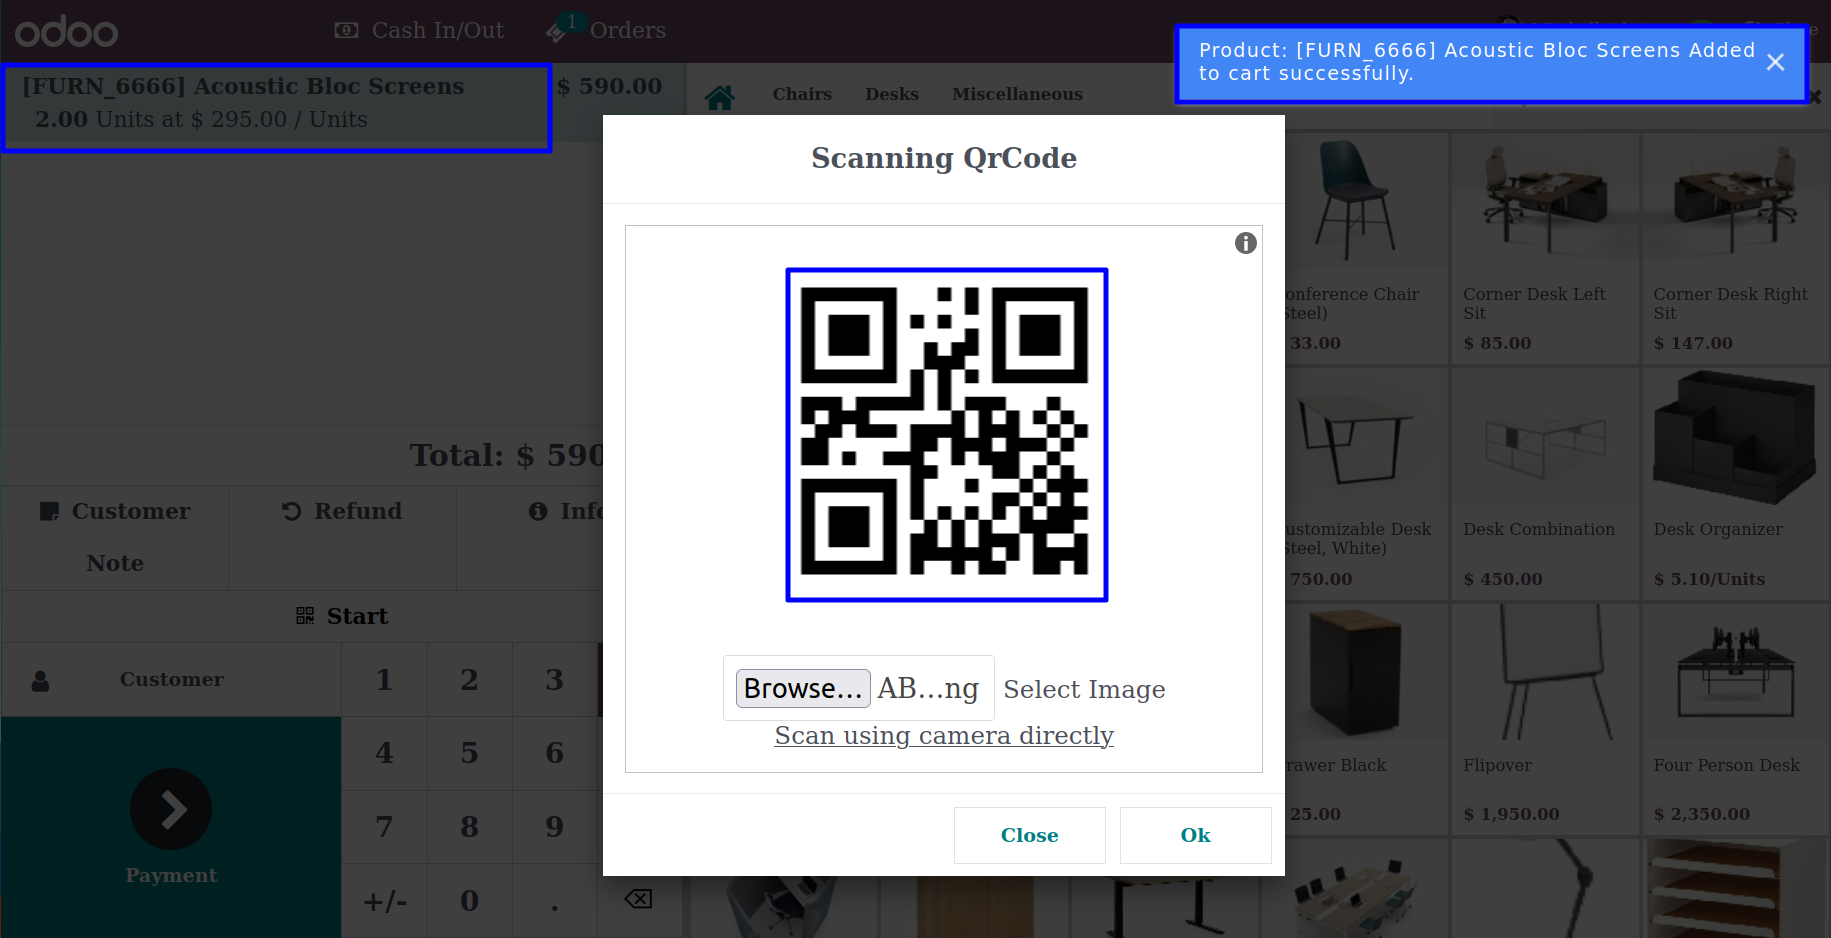 odoo
Cash In/Out
1
Orders
Product: [FURN_6666] Acoustic Bloc Screens Added
to cart successfully.
[FURN_6666] Acoustic Bloc Screens
$ 590.00
2.00 Units at $ 295.00 / Units
Chairs
Desks
Miscellaneous
Scanning QrCode
Browse...
AB...ng
Select Image
Scan using camera directly
Close
Ok
Total: $ 590
Customer
Note
Refund
Info
Start
Customer
1
2
3
4
5
6
7
8
9
+/-
0
.
Payment
onference Chair
Steel)
33.00
Corner Desk Left
Sit
$ 85.00
Corner Desk Right
Sit
$ 147.00
ustomizable Desk
Steel, White)
750.00
Desk Combination
$ 450.00
Desk Organizer
$ 5.10/Units
rawer Black
25.00
Flipover
$ 1,950.00
Four Person Desk
$ 2,350.00